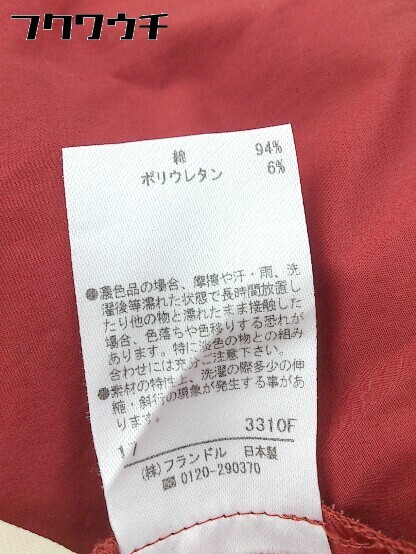 フクウウチ
綿 94%
ポリウレタン 6%
●濃色品の場合、摩擦や汗・雨、洗
濯後等濡れた状態で長時間放置し
たり他の物と濡れたまま接触した
場合、色落ちや色移りする恐れが
あります。特に淡色の物との組み
合わせには充分ご注意下さい。
●素材の特性上、洗濯の際多少の伸
縮・斜行の現象が発生する事があ
ります。
17 3310F
(株)フランドル 日本製
☎0120-290370